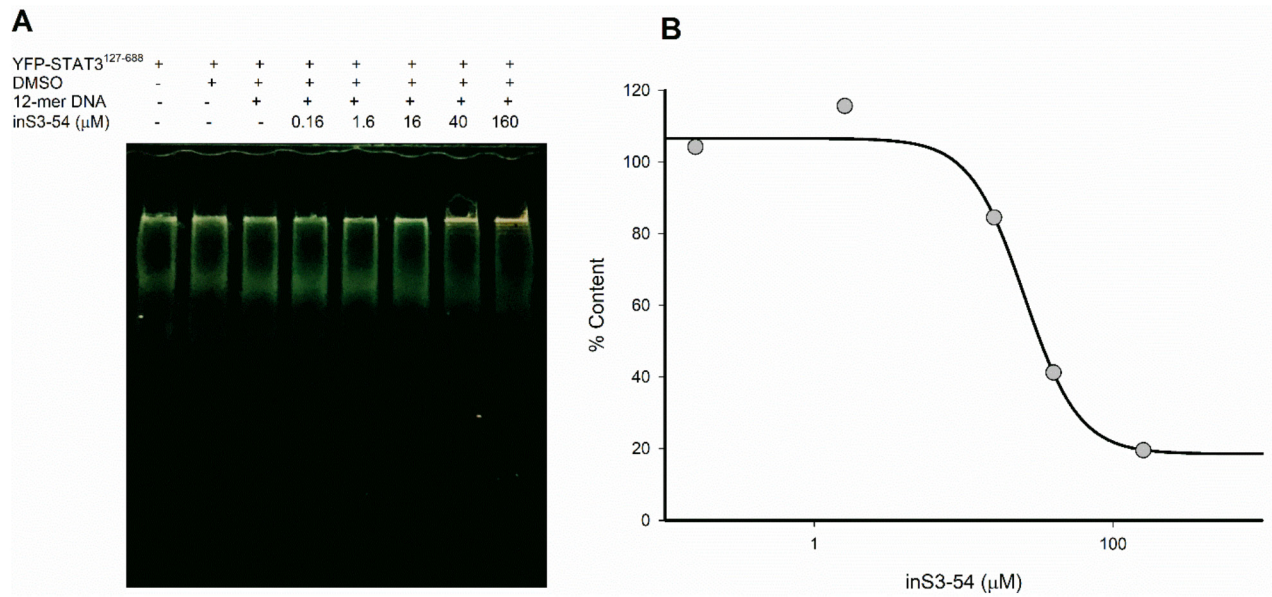 A
YFP-STAT3127-688 + + + + + + + +
DMSO - + + + + + + +
12-mer DNA - - + + + + + +
inS3-54 (μM) - - - 0.16 1.6 16 40 160
B
120
100
80
60
40
20
0
% Content
1 100
inS3-54 (μM)